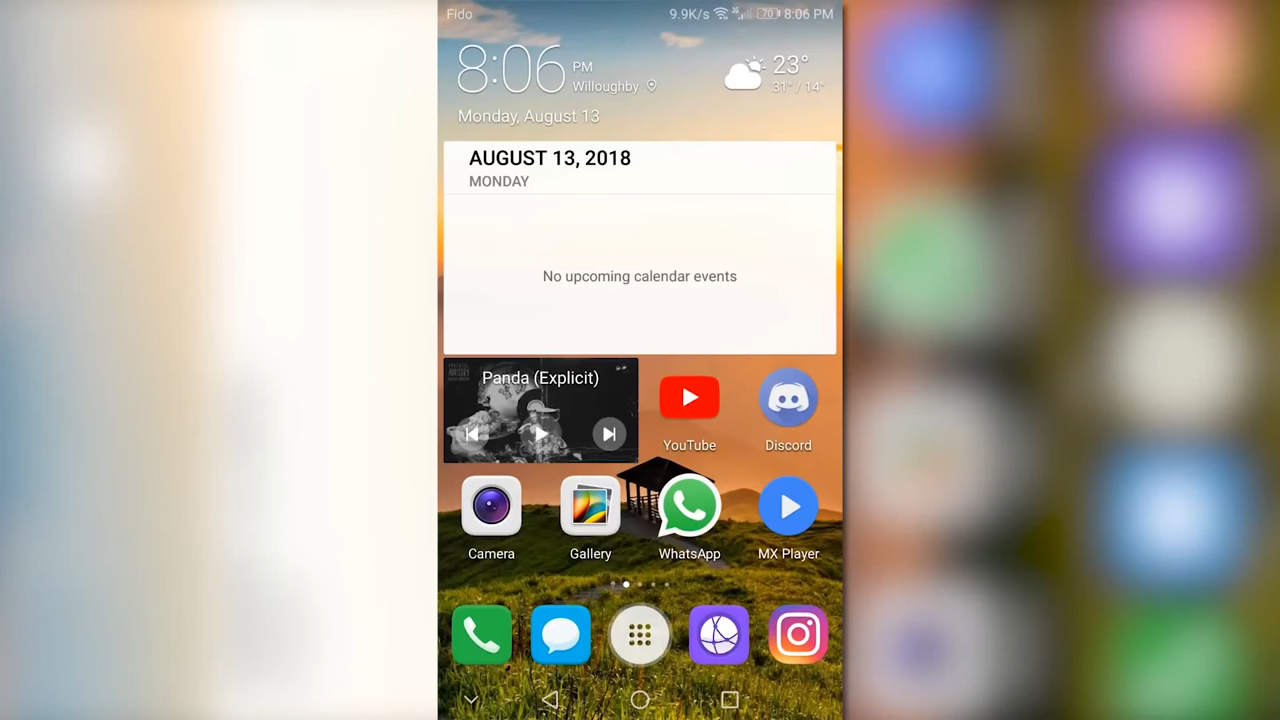 Fido
9.9K/s 70 8:06 PM
8:06 PM
Willoughby
23°
31° / 14°
Monday, August 13
AUGUST 13, 2018
MONDAY
No upcoming calendar events
Panda (Explicit)
YouTube
Discord
Camera
Gallery
WhatsApp
MX Player